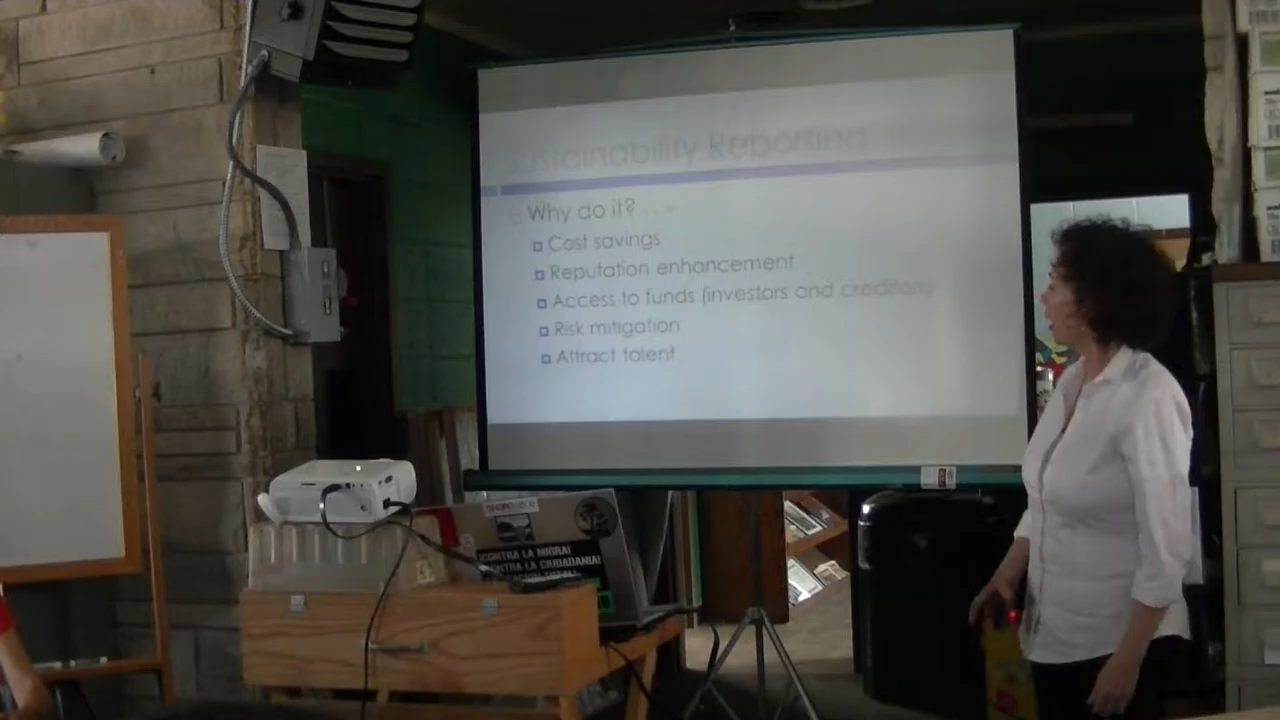 Sustainability Reporting
Why do it? . . .
Cost savings
Reputation enhancement
Access to funds (investors and creditors)
Risk mitigation
Attract talent
¡CONTRA LA MIGRA!
¡CONTRA LA CIUDADANIA!